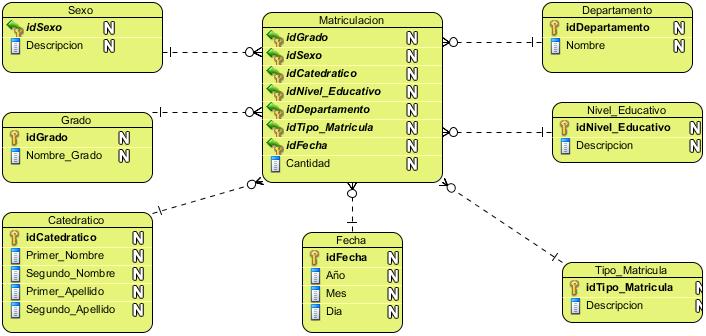 Sexo
idSexo N
Descripcion N
Grado
idGrado N
Nombre_Grado N
Catedratico
idCatedratico N
Primer_Nombre N
Segundo_Nombre N
Primer_Apellido N
Segundo_Apellido N
Matriculacion
idGrado N
idSexo N
idCatedratico N
idNivel_Educativo N
idDepartamento N
idTipo_Matricula N
idFecha N
Cantidad N
Fecha
idFecha N
Año N
Mes N
Dia N
Departamento
idDepartamento N
Nombre N
Nivel_Educativo
idNivel_Educativo N
Descripcion N
Tipo_Matricula
idTipo_Matricula N
Descripcion N